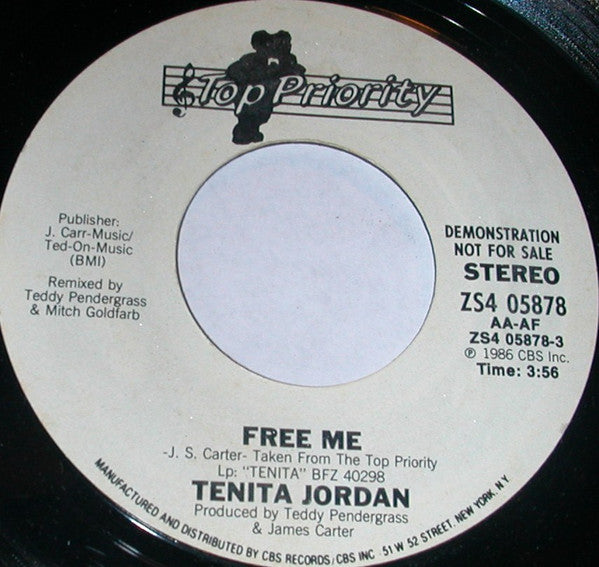 Top Priority
Publisher:
J. Carr-Music/
Ted-On-Music
(BMI)
Remixed by
Teddy Pendergrass
& Mitch Goldfarb
DEMONSTRATION
NOT FOR SALE
STEREO
ZS4 05878
AA-AF
ZS4 05878-3
℗ 1986 CBS Inc.
Time: 3:56
FREE ME
-J. S. Carter- Taken From The Top Priority
Lp: "TENITA" BFZ 40298
TENITA JORDAN
Produced by Teddy Pendergrass
& James Carter
MANUFACTURED AND DISTRIBUTED BY CBS RECORDS/CBS INC. 51 W 52 STREET, NEW YORK, N.Y.